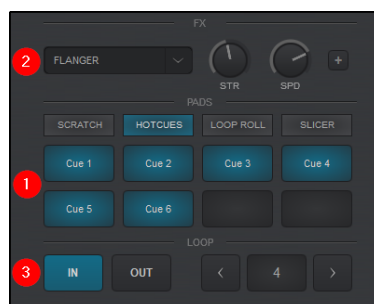 FX
2 FLANGER +
STR SPD
PADS
SCRATCH HOTCUES LOOP ROLL SLICER
Cue 1 Cue 2 Cue 3 Cue 4
1
Cue 5 Cue 6
LOOP
3 IN OUT < 4 >